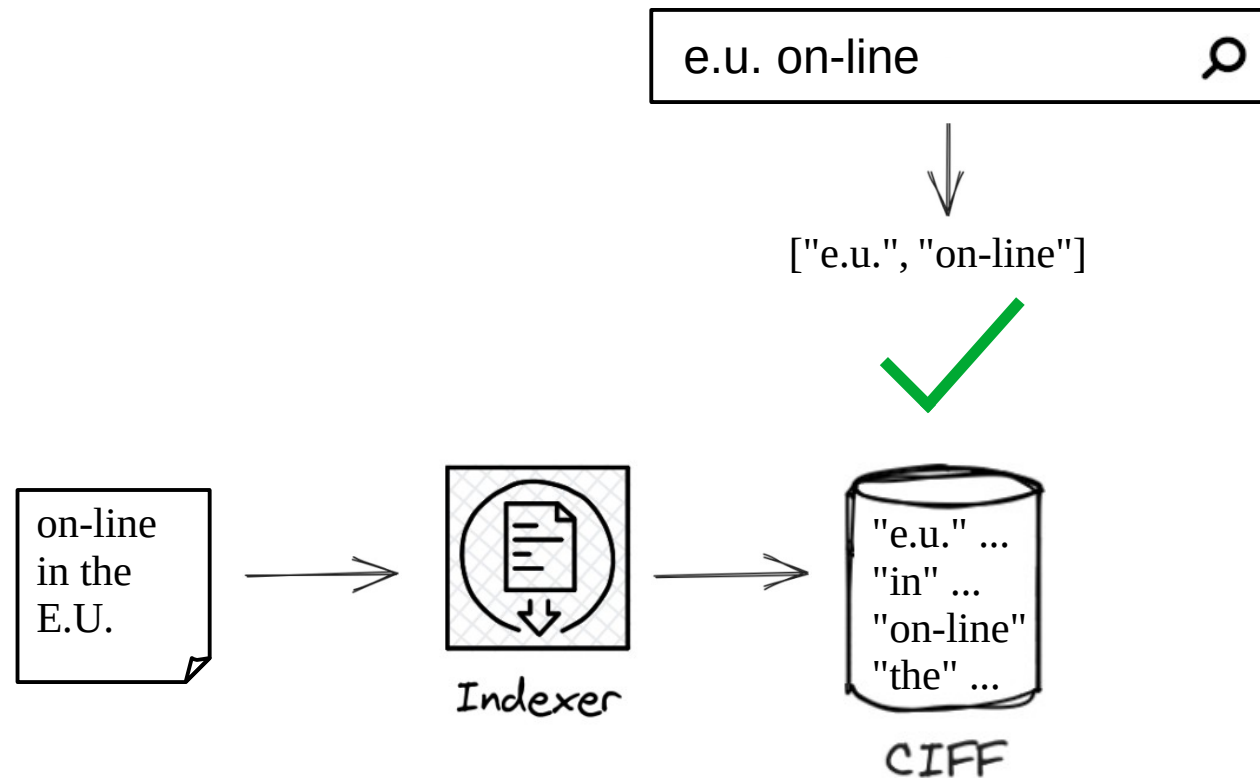 e.u. on-line
["e.u.", "on-line"]
on-line
in the
E.U.
Indexer
"e.u." ...
"in" ...
"on-line"
"the" ...
CIFF